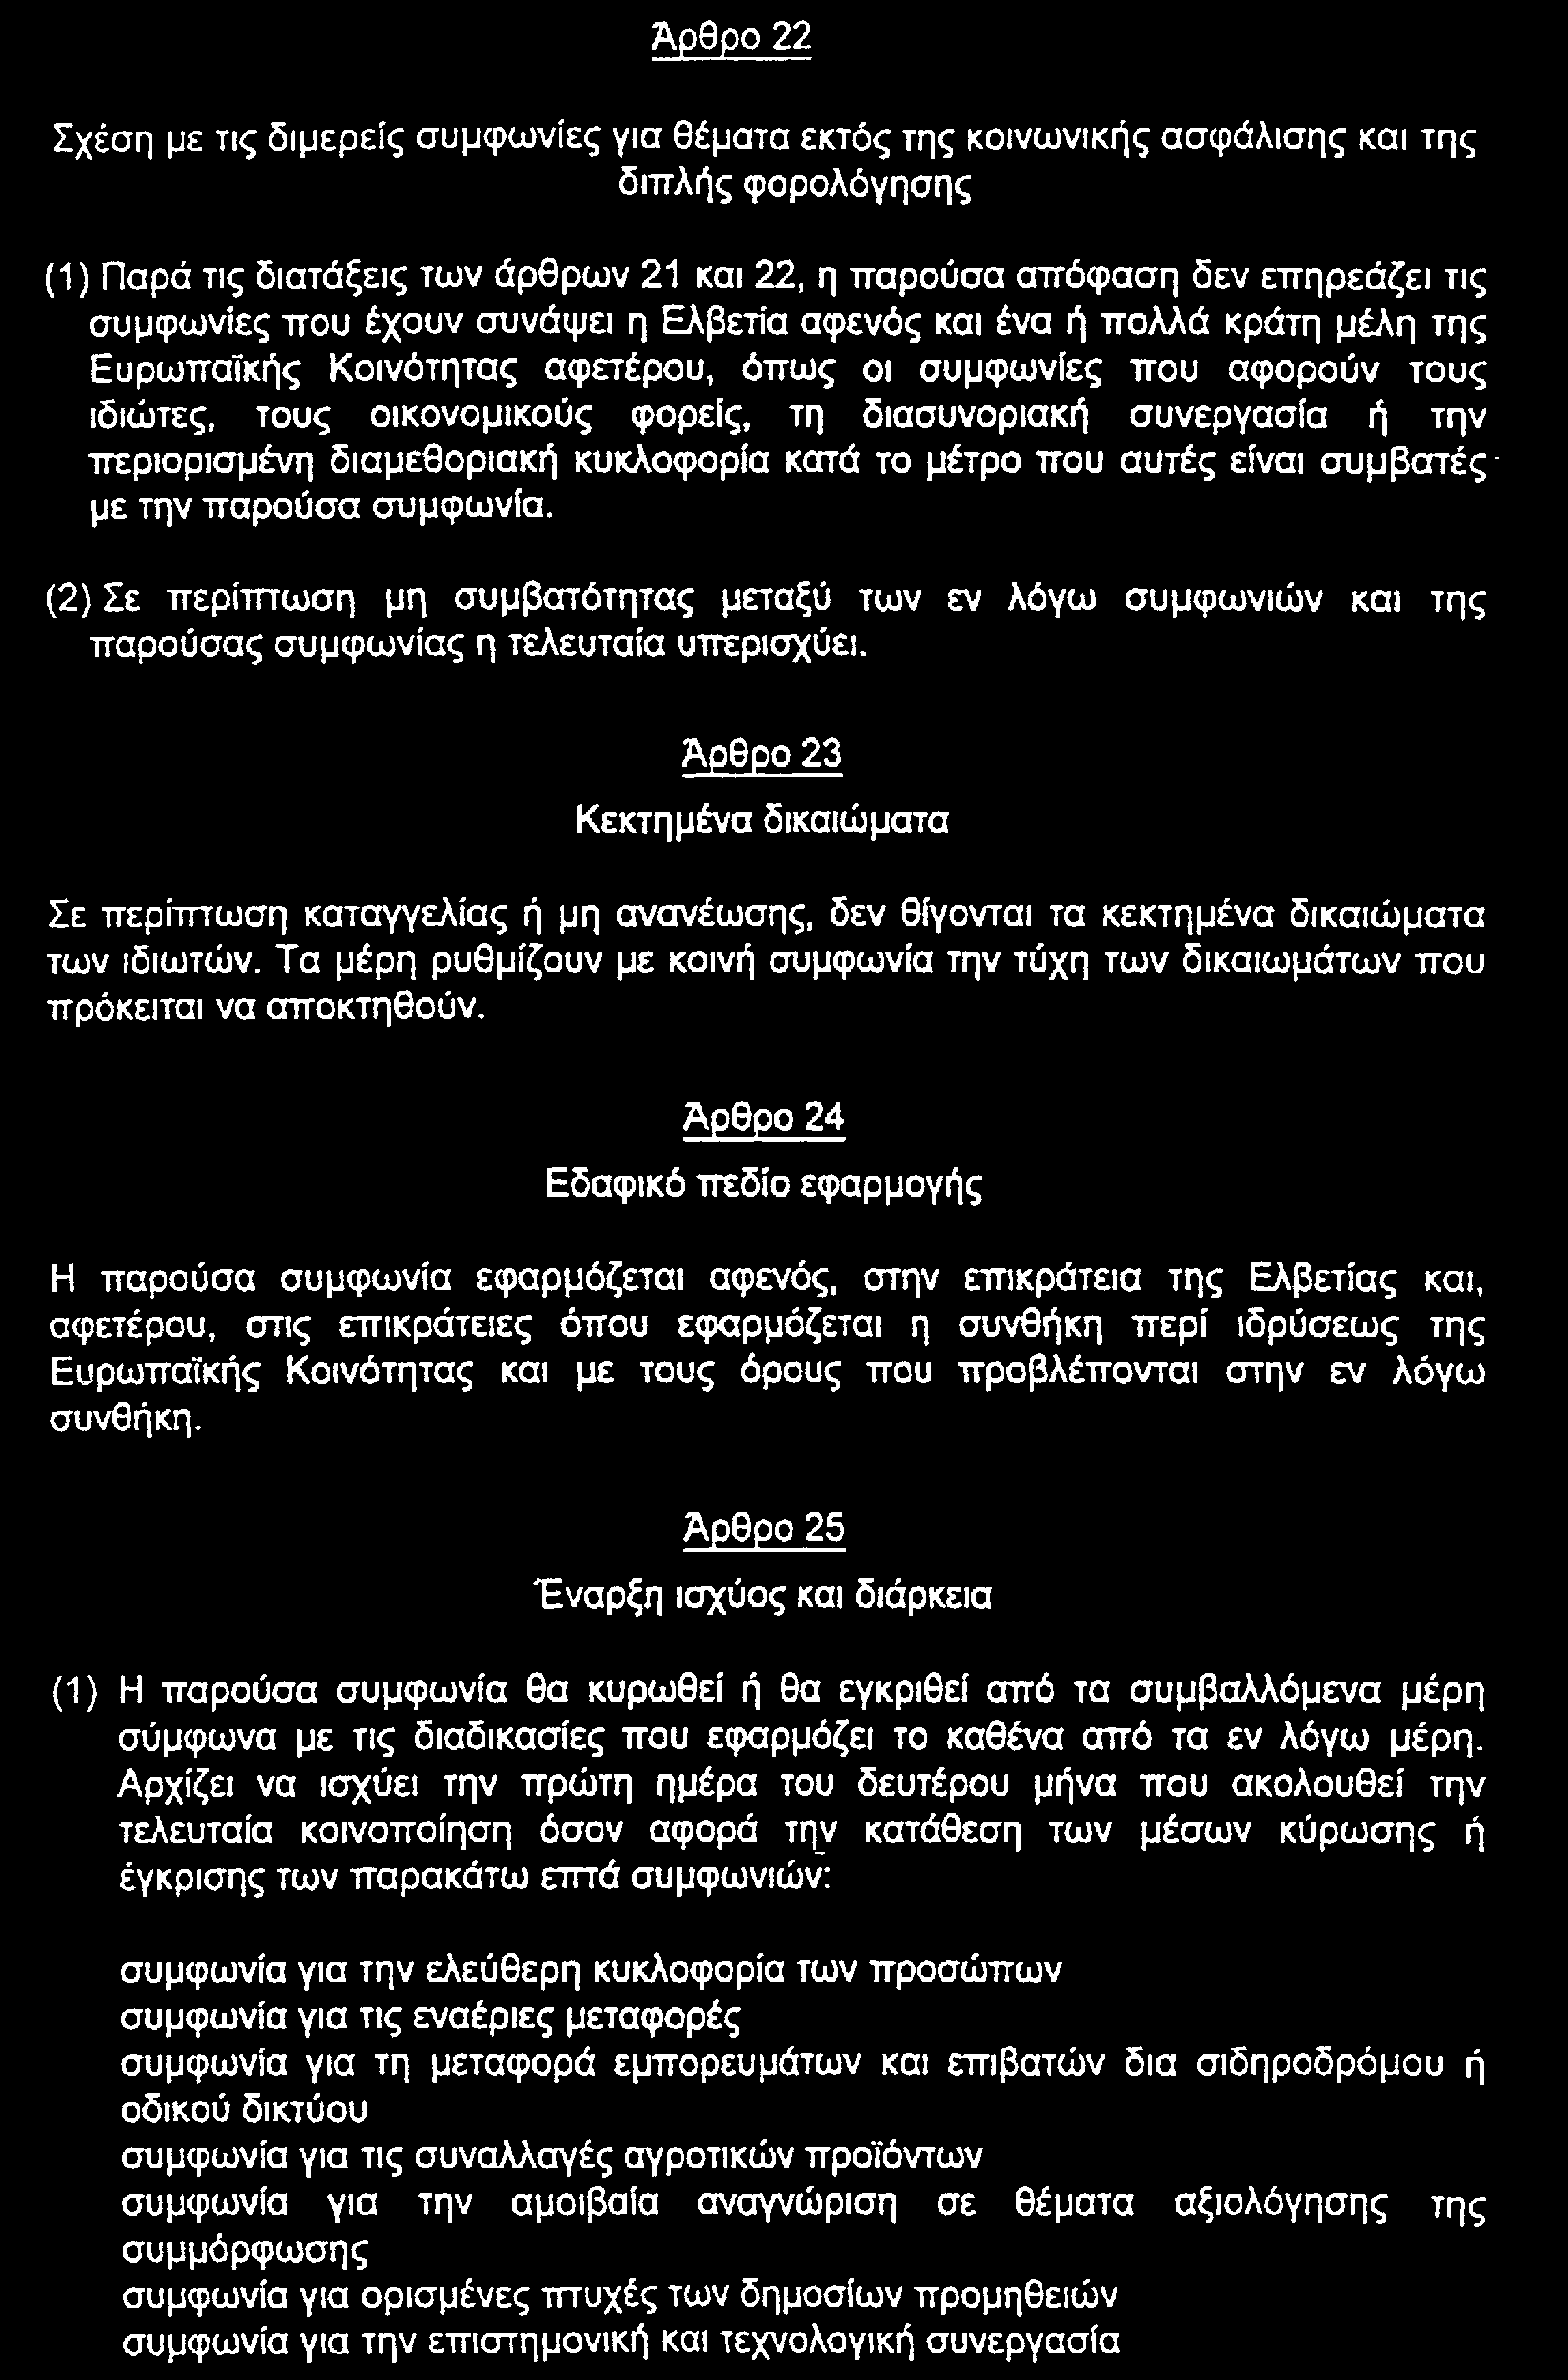 Άρθρο 22
Σχέση με τις διμερείς συμφωνίες για θέματα εκτός της κοινωνικής ασφάλισης και της
διπλής φορολόγησης
(1) Παρά τις διατάξεις των άρθρων 21 και 22, η παρούσα απόφαση δεν επηρεάζει τις
συμφωνίες που έχουν συνάψει η Ελβετία αφενός και ένα ή πολλά κράτη μέλη της
Ευρωπαϊκής Κοινότητας αφετέρου, όπως οι συμφωνίες που αφορούν τους
ιδιώτες, τους οικονομικούς φορείς, τη διασυνοριακή συνεργασία ή την
περιορισμένη διαμεθοριακή κυκλοφορία κατά το μέτρο που αυτές είναι συμβατές
με την παρούσα συμφωνία.
(2) Σε περίπτωση μη συμβατότητας μεταξύ των εν λόγω συμφωνιών και της
παρούσας συμφωνίας η τελευταία υπερισχύει.
Άρθρο 23
Κεκτημένα δικαιώματα
Σε περίπτωση καταγγελίας ή μη ανανέωσης, δεν θίγονται τα κεκτημένα δικαιώματα
των ιδιωτών. Τα μέρη ρυθμίζουν με κοινή συμφωνία την τύχη των δικαιωμάτων που
πρόκειται να αποκτηθούν.
Άρθρο 24
Εδαφικό πεδίο εφαρμογής
Η παρούσα συμφωνία εφαρμόζεται αφενός, στην επικράτεια της Ελβετίας και,
αφετέρου, στις επικράτειες όπου εφαρμόζεται η συνθήκη περί ιδρύσεως της
Ευρωπαϊκής Κοινότητας και με τους όρους που προβλέπονται στην εν λόγω
συνθήκη.
Άρθρο 25
Έναρξη ισχύος και διάρκεια
(1) Η παρούσα συμφωνία θα κυρωθεί ή θα εγκριθεί από τα συμβαλλόμενα μέρη
σύμφωνα με τις διαδικασίες που εφαρμόζει το καθένα από τα εν λόγω μέρη.
Αρχίζει να ισχύει την πρώτη ημέρα του δευτέρου μήνα που ακολουθεί την
τελευταία κοινοποίηση όσον αφορά την κατάθεση των μέσων κύρωσης ή
έγκρισης των παρακάτω επτά συμφωνιών:
συμφωνία για την ελεύθερη κυκλοφορία των προσώπων
συμφωνία για τις εναέριες μεταφορές
συμφωνία για τη μεταφορά εμπορευμάτων και επιβατών δια σιδηροδρόμου ή
οδικού δικτύου
συμφωνία για τις συναλλαγές αγροτικών προϊόντων
συμφωνία για την αμοιβαία αναγνώριση σε θέματα αξιολόγησης της
συμμόρφωσης
συμφωνία για ορισμένες πτυχές των δημοσίων προμηθειών
συμφωνία για την επιστημονική και τεχνολογική συνεργασία